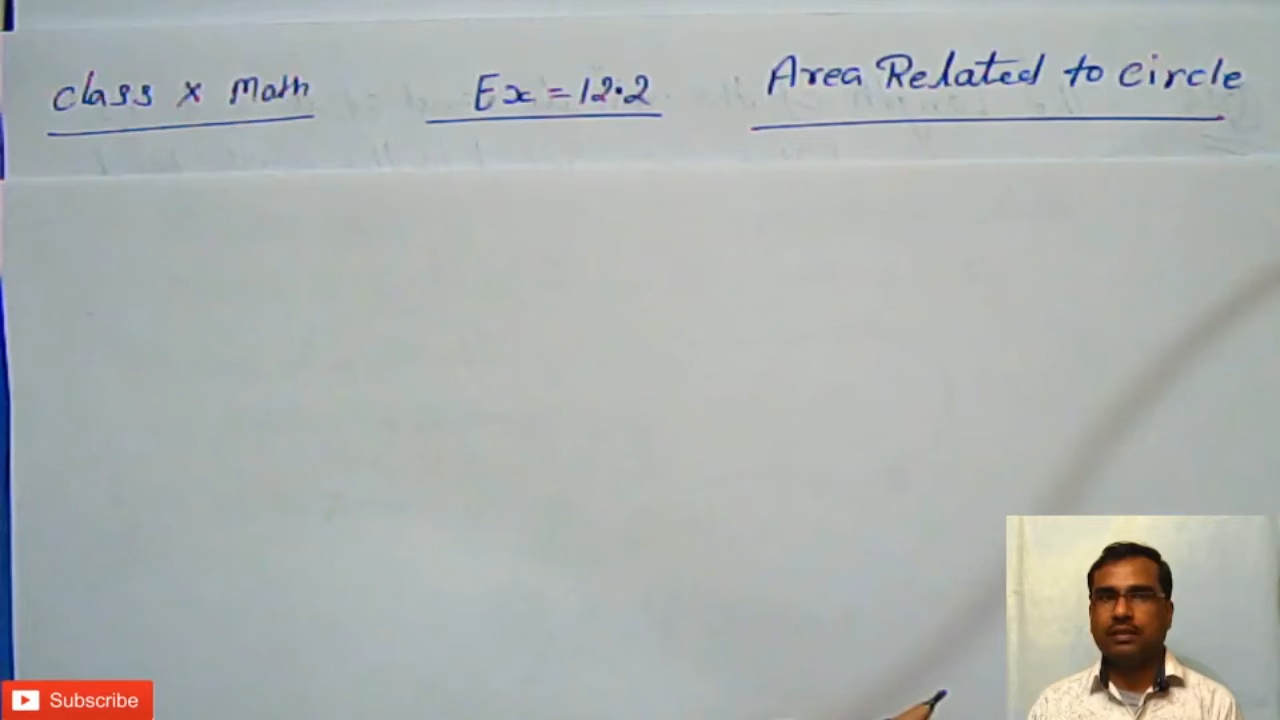 Class X Math Ex = 12.2 Area Related to Circle
Subscribe